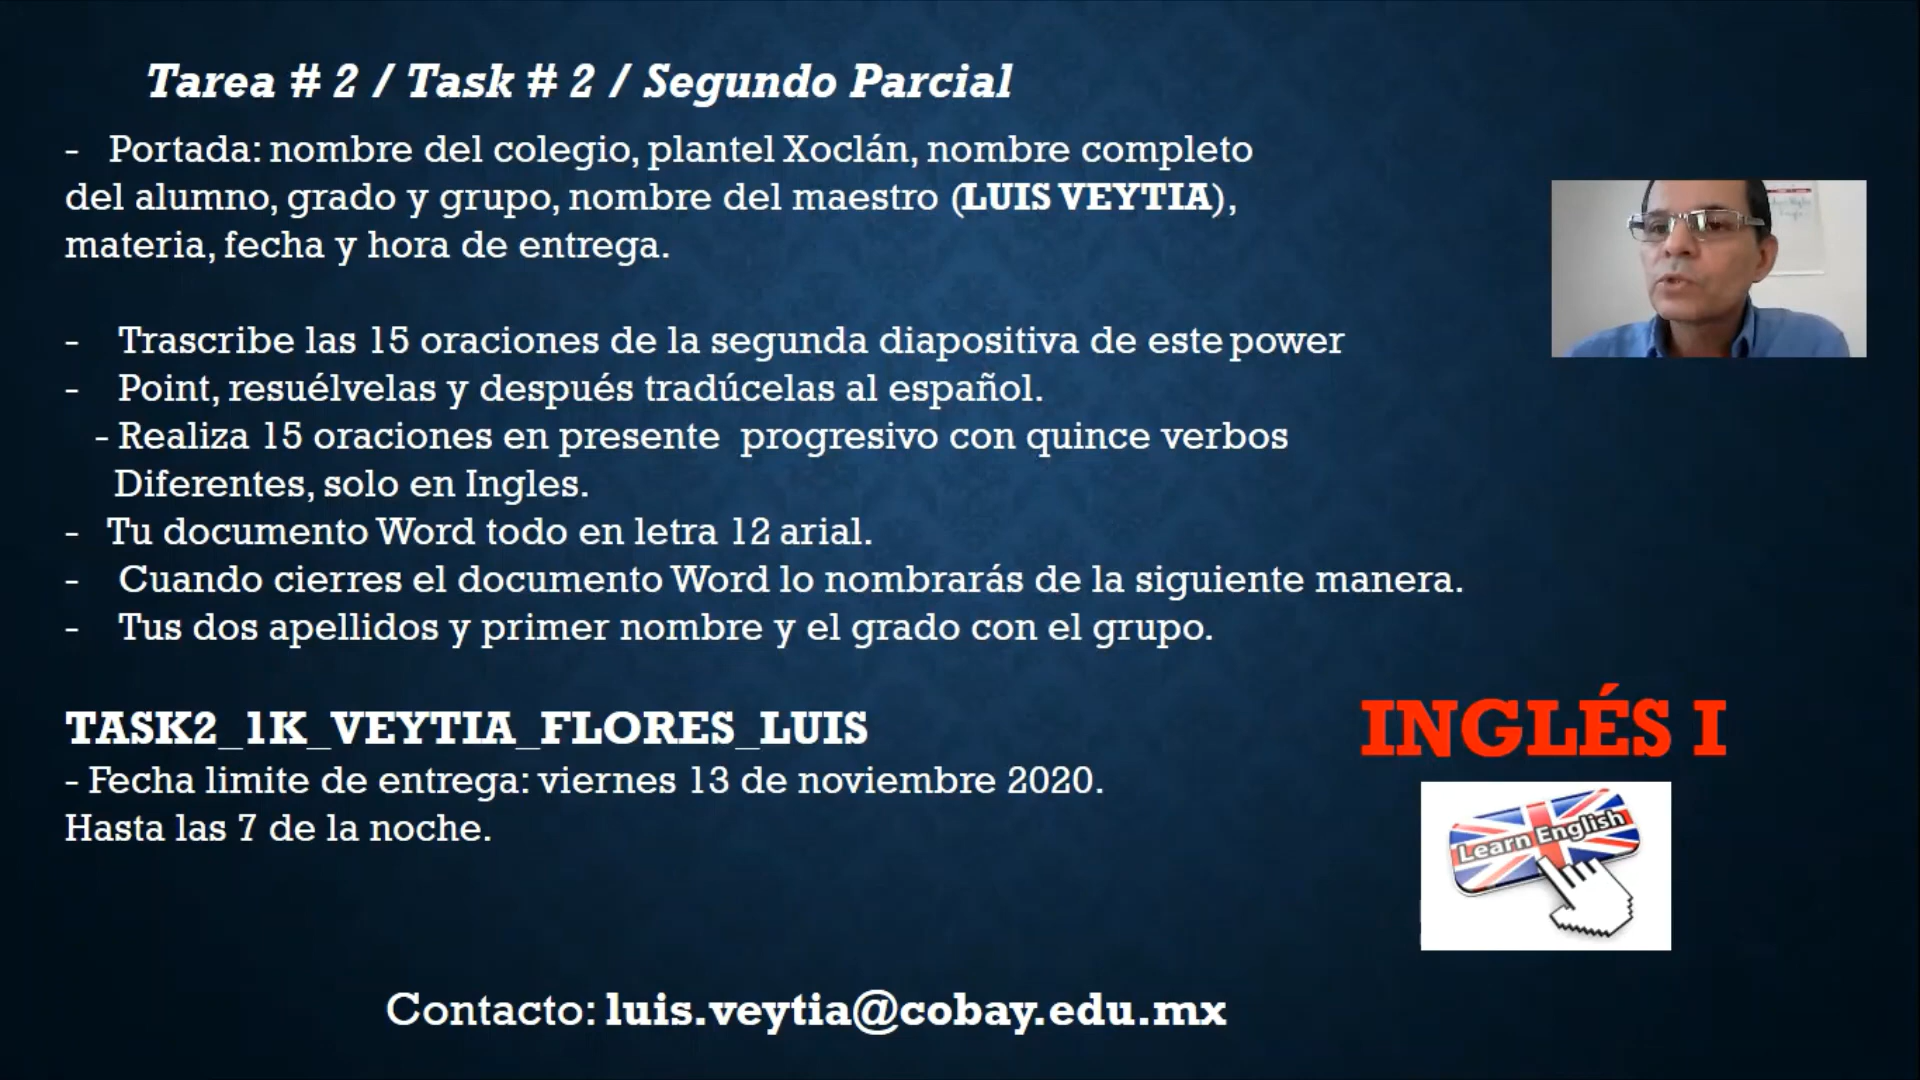 Tarea # 2 / Task # 2 / Segundo Parcial
- Portada: nombre del colegio, plantel Xoclán, nombre completo
del alumno, grado y grupo, nombre del maestro (LUIS VEYTIA),
materia, fecha y hora de entrega.
- Trascribe las 15 oraciones de la segunda diapositiva de este power
- Point, resuélvelas y después tradúcelas al español.
- Realiza 15 oraciones en presente progresivo con quince verbos
Diferentes, solo en Ingles.
- Tu documento Word todo en letra 12 arial.
- Cuando cierres el documento Word lo nombrarás de la siguiente manera.
- Tus dos apellidos y primer nombre y el grado con el grupo.
TASK2_1K_VEYTIA_FLORES_LUIS
- Fecha limite de entrega: viernes 13 de noviembre 2020.
Hasta las 7 de la noche.
INGLÉS I
Learn English
Contacto: luis.veytia@cobay.edu.mx